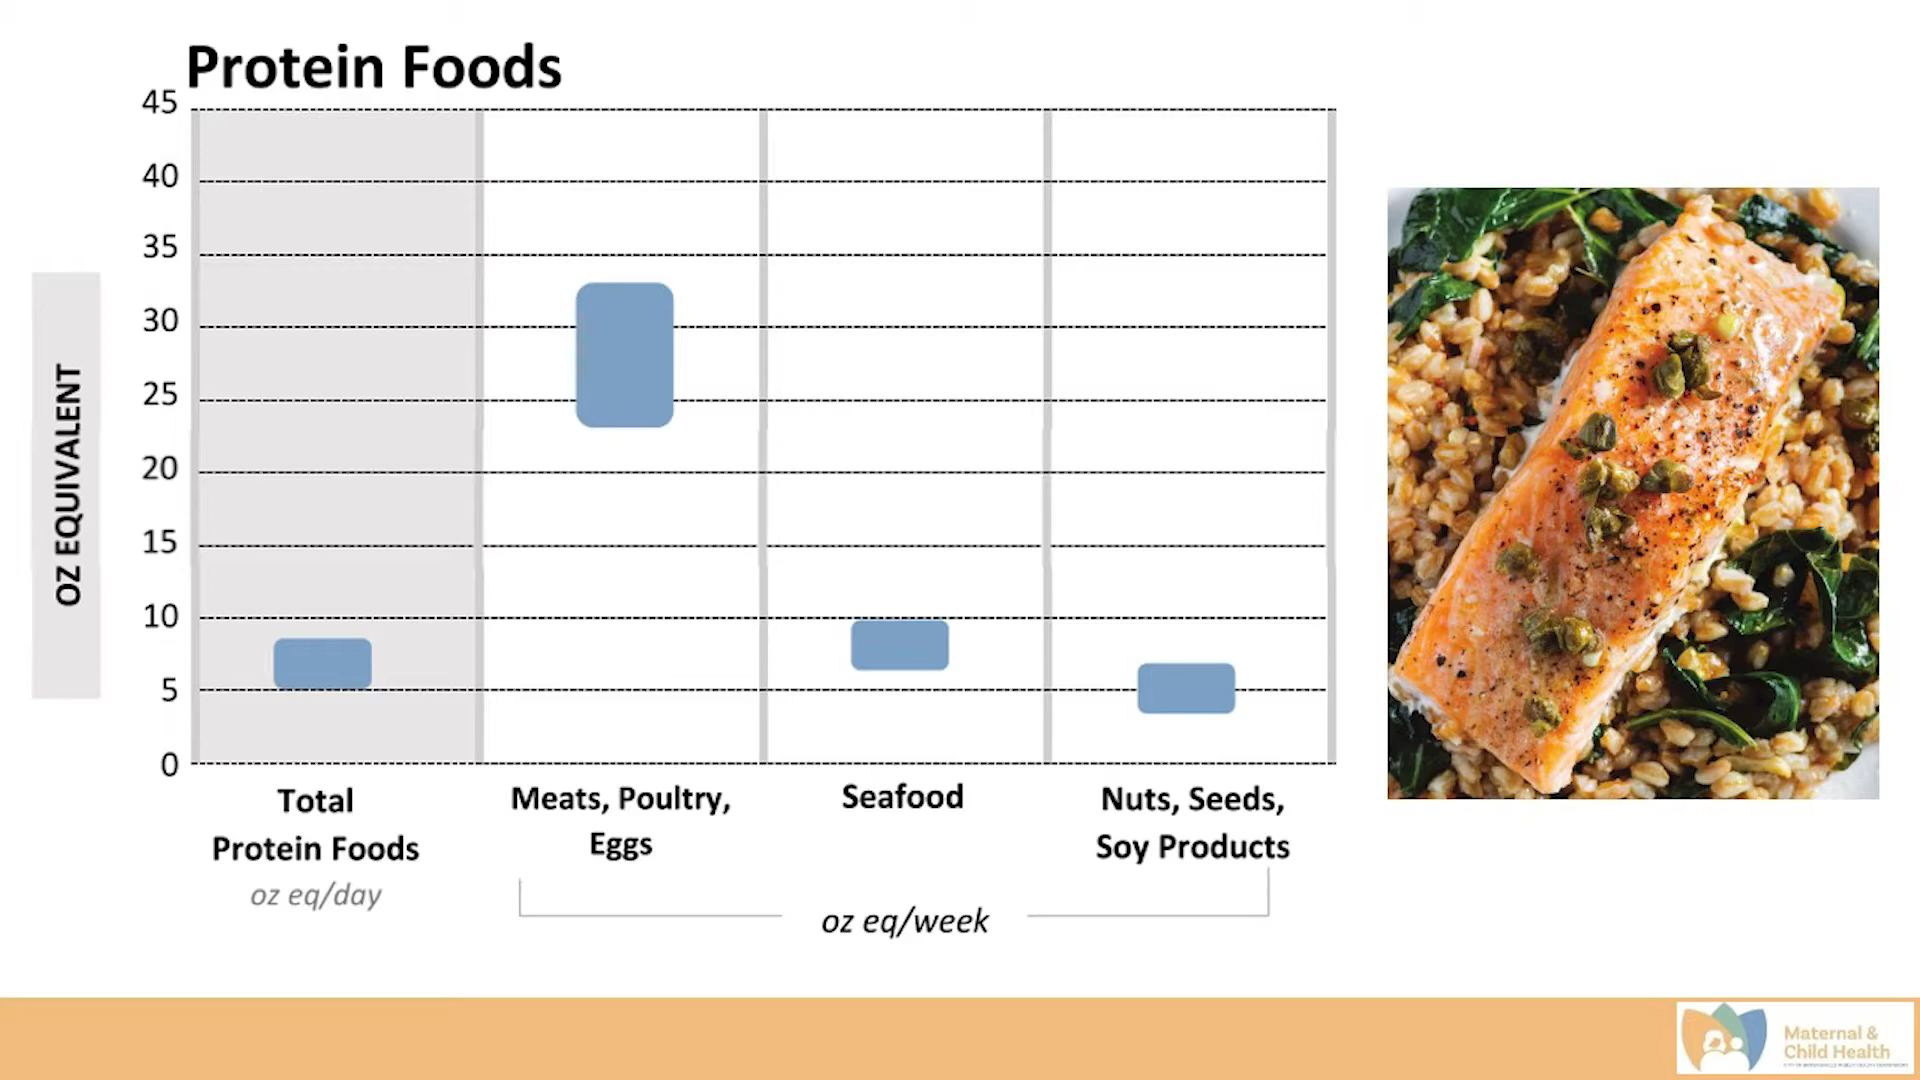 Protein Foods
45
40
35
30
25
20
15
10
5
0
OZ EQUIVALENT
Total
Protein Foods
oz eq/day
Meats, Poultry,
Eggs
Seafood
Nuts, Seeds,
Soy Products
oz eq/week
Maternal &
Child Health